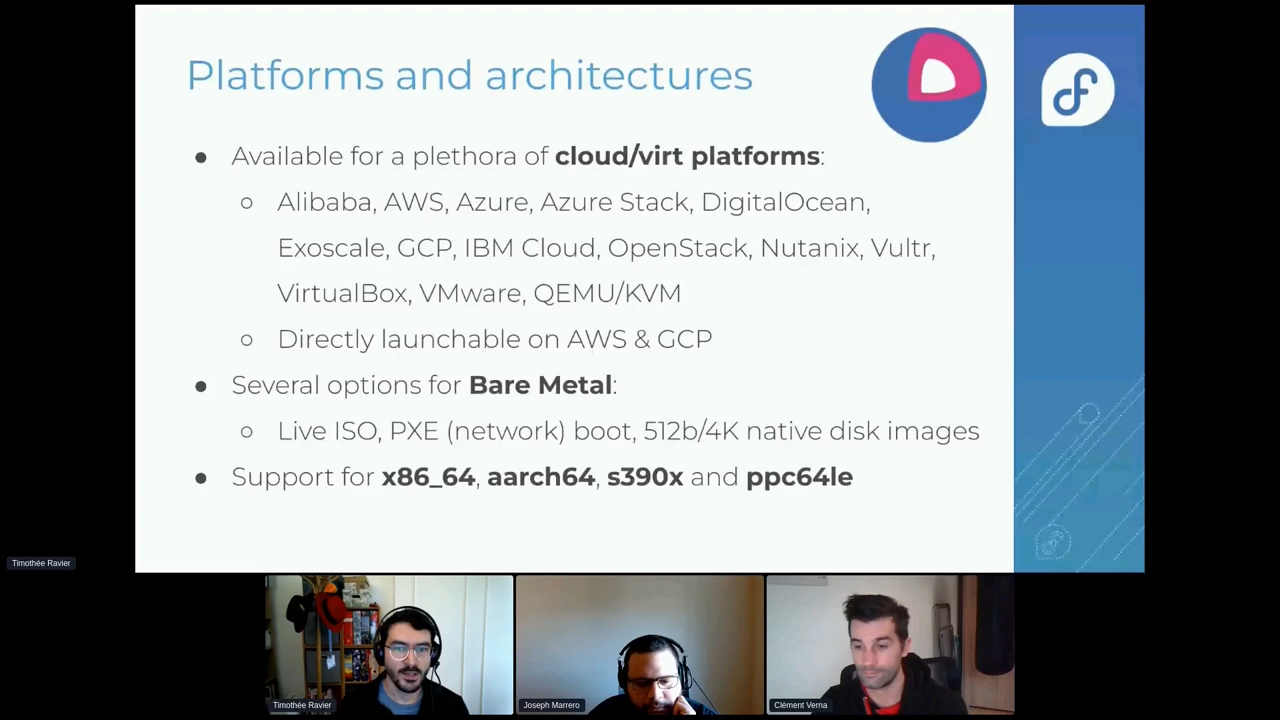 Platforms and architectures
● Available for a plethora of cloud/virt platforms:
○ Alibaba, AWS, Azure, Azure Stack, DigitalOcean,
Exoscale, GCP, IBM Cloud, OpenStack, Nutanix, Vultr,
VirtualBox, VMware, QEMU/KVM
○ Directly launchable on AWS & GCP
● Several options for Bare Metal:
○ Live ISO, PXE (network) boot, 512b/4K native disk images
● Support for x86_64, aarch64, s390x and ppc64le
Timothée Ravier
Timothée Ravier
Joseph Marrero
Clément Verna